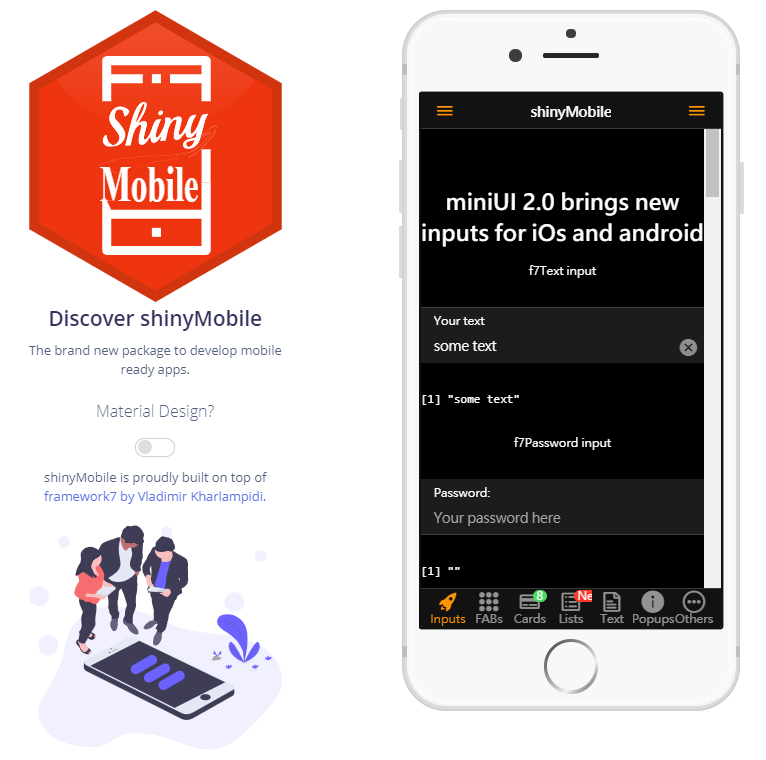 Shiny
Mobile
Discover shinyMobile
The brand new package to develop mobile
ready apps.
Material Design?
shinyMobile is proudly built on top of
framework7 by Vladimir Kharlampidi.
shinyMobile
miniUI 2.0 brings new
inputs for iOs and android
f7Text input
Your text
some text
[1] "some text"
f7Password input
Password:
Your password here
[1] ""
8 Ne
Inputs FABs Cards Lists Text Popups Others